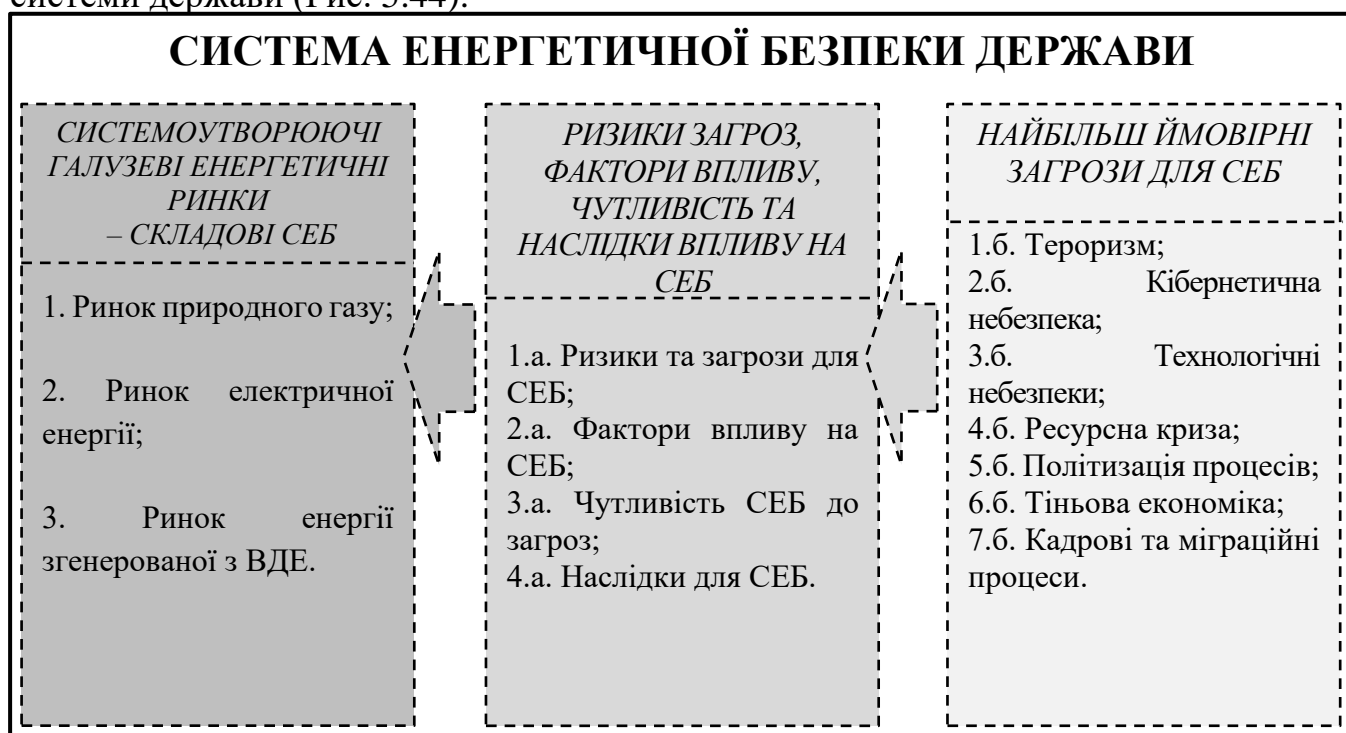 системи держави (Рис. 3.44).
СИСТЕМА ЕНЕРГЕТИЧНОЇ БЕЗПЕКИ ДЕРЖАВИ
СИСТЕМОУТВОРЮЮЧІ
ГАЛУЗЕВІ ЕНЕРГЕТИЧНІ
РИНКИ
– СКЛАДОВІ СЕБ
1. Ринок природного газу;
2. Ринок електричної
енергії;
3. Ринок енергії
згенерованої з ВДЕ.
РИЗИКИ ЗАГРОЗ,
ФАКТОРИ ВПЛИВУ,
ЧУТЛИВІСТЬ ТА
НАСЛІДКИ ВПЛИВУ НА
СЕБ
1.а. Ризики та загрози для
СЕБ;
2.а. Фактори впливу на
СЕБ;
3.а. Чутливість СЕБ до
загроз;
4.а. Наслідки для СЕБ.
НАЙБІЛЬШ ЙМОВІРНІ
ЗАГРОЗИ ДЛЯ СЕБ
1.б. Тероризм;
2.б. Кібернетична
небезпека;
3.б. Технологічні
небезпеки;
4.б. Ресурсна криза;
5.б. Політизація процесів;
6.б. Тіньова економіка;
7.б. Кадрові та міграційні
процеси.